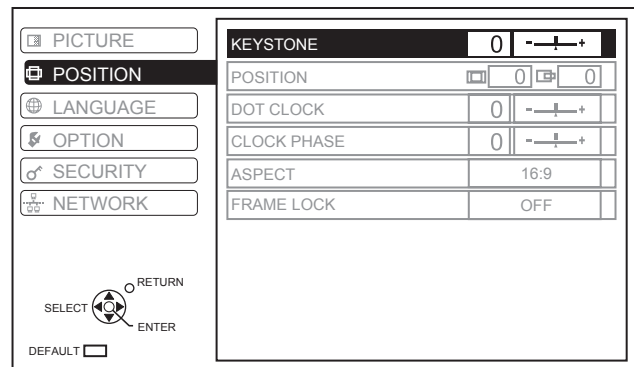 PICTURE
POSITION
LANGUAGE
OPTION
SECURITY
NETWORK
RETURN
SELECT
ENTER
DEFAULT
KEYSTONE 0 - +
POSITION 0 0
DOT CLOCK 0 - +
CLOCK PHASE 0 - +
ASPECT 16:9
FRAME LOCK OFF